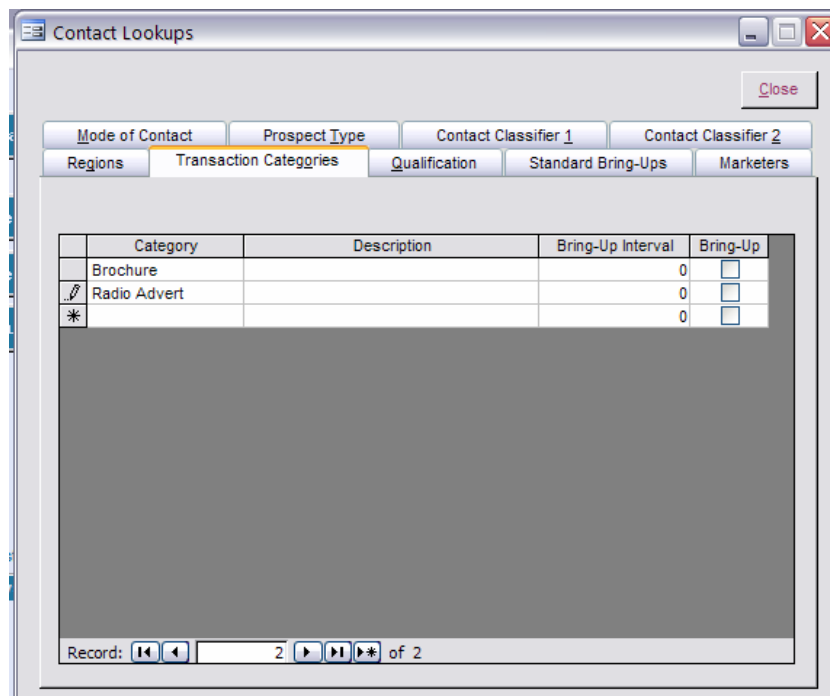 Contact Lookups
Close
Mode of Contact Prospect Type Contact Classifier 1 Contact Classifier 2
Regions Transaction Categories Qualification Standard Bring-Ups Marketers
Category Description Bring-Up Interval Bring-Up
Brochure 0
Radio Advert 0
0
Record: 2 of 2